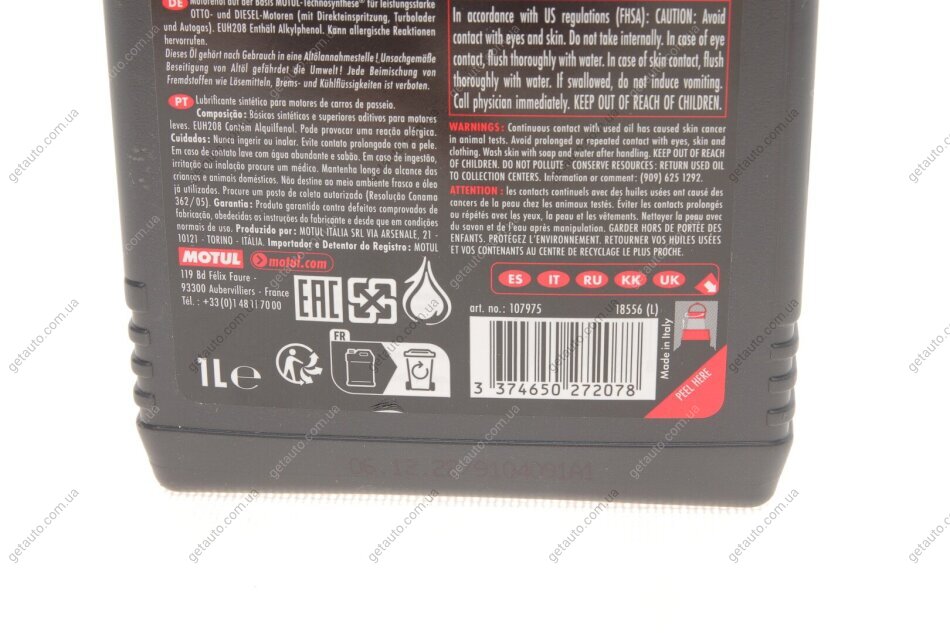 DE Motorenöl auf der Basis MOTUL-Technosynthese® für leistungsstarke
OTTO- und DIESEL-Motoren (mit Direkteinspritzung, Turbolader
und Autogas). EUH208 Enthält Alkylphenol. Kann allergische Reaktionen
hervorrufen.
Dieses Öl gehört nach Gebrauch in eine Altölannahmestelle! Unsachgemäße
Beseitigung von Altöl gefährdet die Umwelt! Jede Beimischung von
Fremdstoffen wie Lösemitteln, Brems- und Kühlflüssigkeiten ist verboten.
PT Lubrificante sintético para motores de carros de passeio.
Composição: Básicos sintéticos e superiores aditivos para motores
leves. EUH208 Contém Alquilfenol. Pode provocar uma reação alérgica.
Cuidados: Nunca ingerir ou inalar. Evite contato prolongado com a pele.
Em caso de contato lave com água abundante e sabão. Em caso de ingestão,
irritação ou inalação procure um médico. Mantenha longe do alcance das
crianças e animais domésticos. Não destine ao meio ambiente frasco e óleo
já utilizados. Procure um posto de coleta autorizado (Resolução Conama
362/05). Garantia: Produto garantido contra defeitos comprovados de
fabricação, obedecidas as instruções do fabricante e desde que em condições
normais de uso. Produzido por: MOTUL ITÁLIA SRL VIA ARSENALE, 21 -
10121 - TORINO - ITÁLIA. Importador e Detentor do Registro: MOTUL
MOTUL motul.com
119 Bd Félix Faure -
93300 Aubervilliers - France
Tél. : +33(0)1 48 11 70 00
EAC
1L e
FR
In accordance with US regulations (FHSA): CAUTION: Avoid
contact with eyes and skin. Do not take internally. In case of eye
contact, flush thoroughly with water. In case of skin contact, flush
thoroughly with water. If swallowed, do not induce vomiting.
Call physician immediately. KEEP OUT OF REACH OF CHILDREN.
WARNINGS: Continuous contact with used oil has caused skin cancer
in animal tests. Avoid prolonged or repeated contact with eyes, skin and
clothing. Wash skin with soap and water after handling. KEEP OUT OF REACH
OF CHILDREN. DO NOT POLLUTE - CONSERVE RESOURCES: RETURN USED OIL
TO COLLECTION CENTERS. Information or comment: (909) 625 1292.
ATTENTION : les contacts continuels avec des huiles usées ont causé des
cancers de la peau chez les animaux testés. Éviter les contacts prolongés
ou répétés avec les yeux, la peau et les vêtements. Nettoyer la peau avec
du savon et de l'eau après manipulation. GARDER HORS DE PORTÉE DES
ENFANTS. PROTÉGEZ L'ENVIRONNEMENT. RETOURNER VOS HUILES USÉES
ET VOS CONTENANTS AU CENTRE DE RECYCLAGE LE PLUS PROCHE.
ES IT RU KK UK
art. no.: 107975 18556 (L)
3 374650 272078
Made in Italy
PEEL HERE
getauto.com.ua